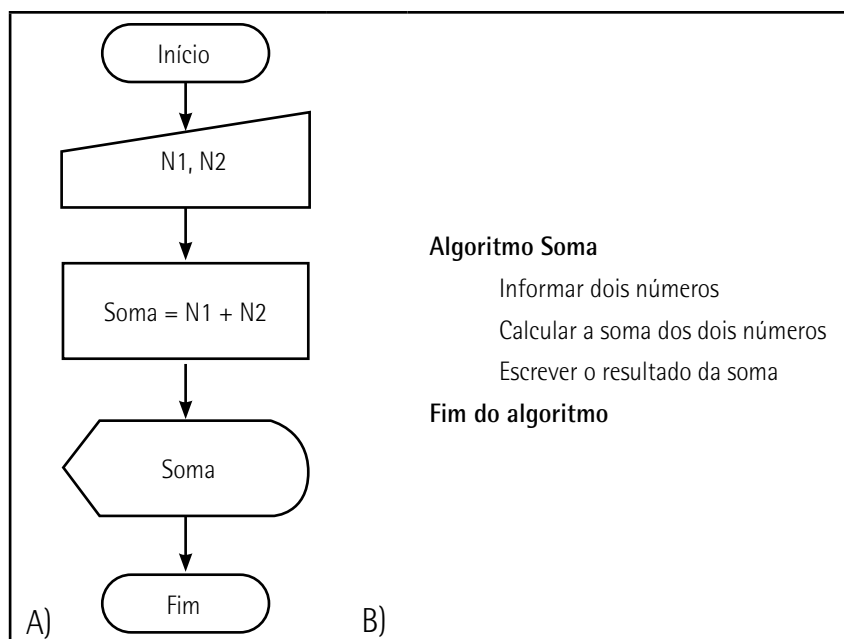 Início
N1, N2
Soma = N1 + N2
Soma
Fim
A)
Algoritmo Soma
Informar dois números
Calcular a soma dos dois números
Escrever o resultado da soma
Fim do algoritmo
B)